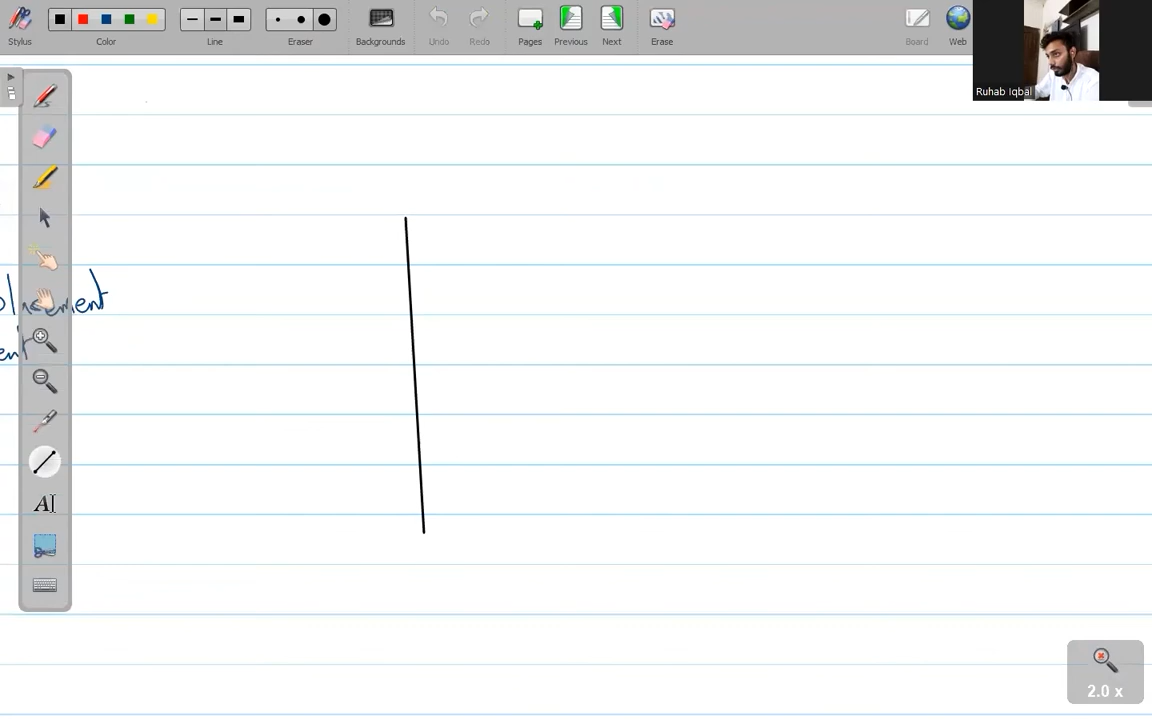 Stylus
Color
Line
Eraser
Backgrounds
Undo
Redo
Pages
Previous
Next
Erase
Board
Web
Ruhab Iqbal
2.0 x